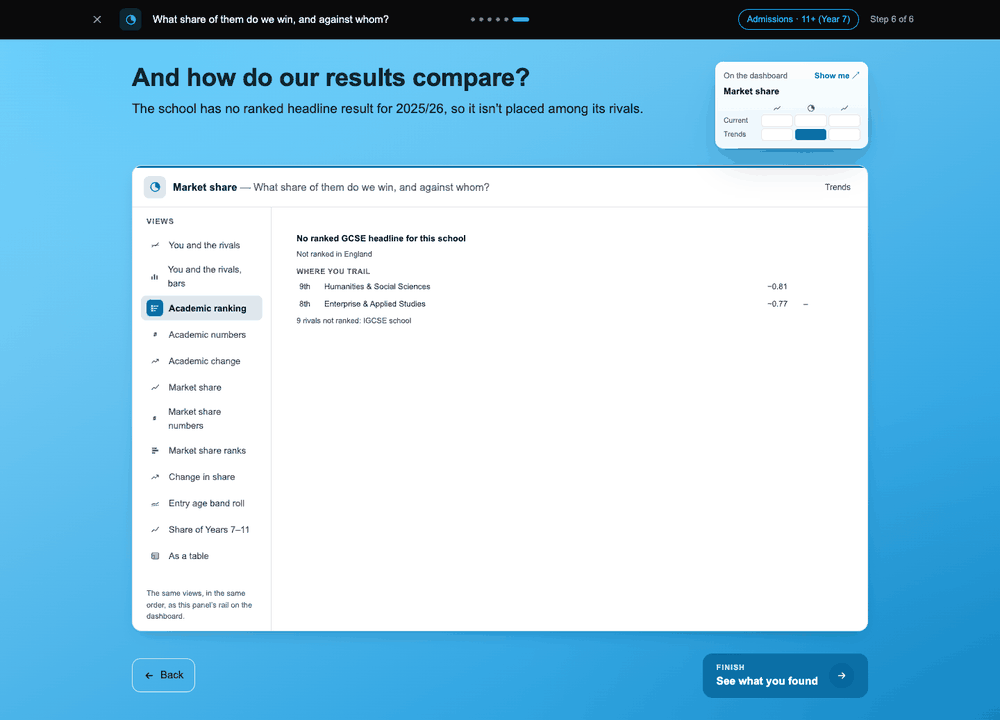 What share of them do we win, and against whom?
Admissions · 11+ (Year 7)
Step 6 of 6
And how do our results compare?
The school has no ranked headline result for 2025/26, so it isn't placed among its rivals.
On the dashboard
Show me
Market share
Current
Trends
Market share — What share of them do we win, and against whom?
Trends
VIEWS
You and the rivals
You and the rivals,
bars
Academic ranking
# Academic numbers
Academic change
Market share
# Market share
numbers
Market share ranks
Change in share
Entry age band roll
Share of Years 7–11
As a table
The same views, in the same
order, as this panel's rail on the
dashboard.
No ranked GCSE headline for this school
Not ranked in England
WHERE YOU TRAIL
9th Humanities & Social Sciences −0.81
8th Enterprise & Applied Studies −0.77 –
9 rivals not ranked: IGCSE school
← Back
FINISH
See what you found →